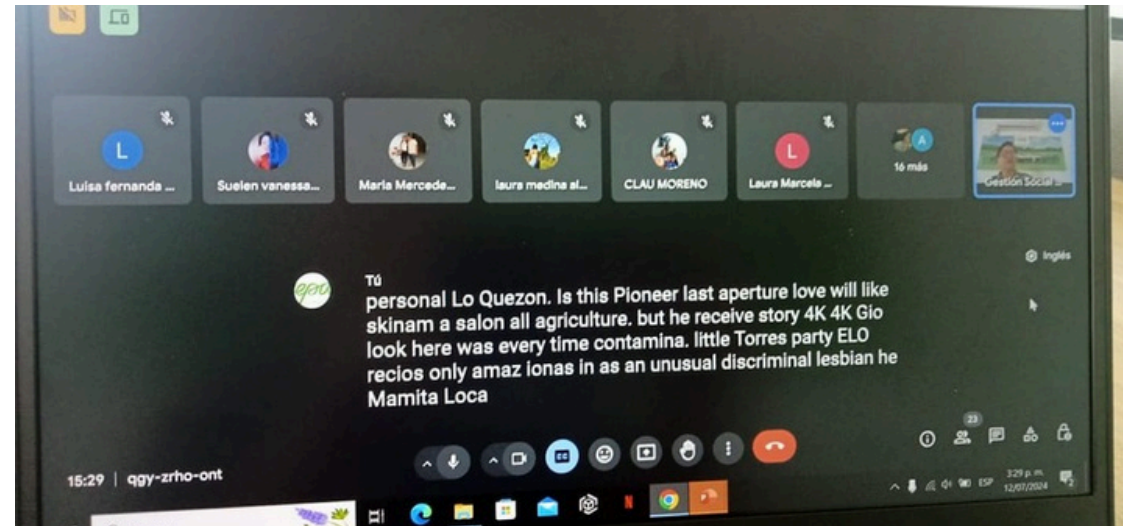 L
Luisa fernanda ...
Suelen vanessa...
Maria Mercede...
laura medina al...
CLAU MORENO
L
Laura Marcela ...
A
16 más
Gestión Social ...
Inglés
epa
Tú
personal Lo Quezon. Is this Pioneer last aperture love will like
skinam a salon all agriculture. but he receive story 4K 4K Gio
look here was every time contamina. little Torres party ELO
recios only amaz ionas in as an unusual discriminal lesbian he
Mamita Loca
23
15:29 | qgy-zrho-ont
ESP
3:29 p. m.
12/07/2024